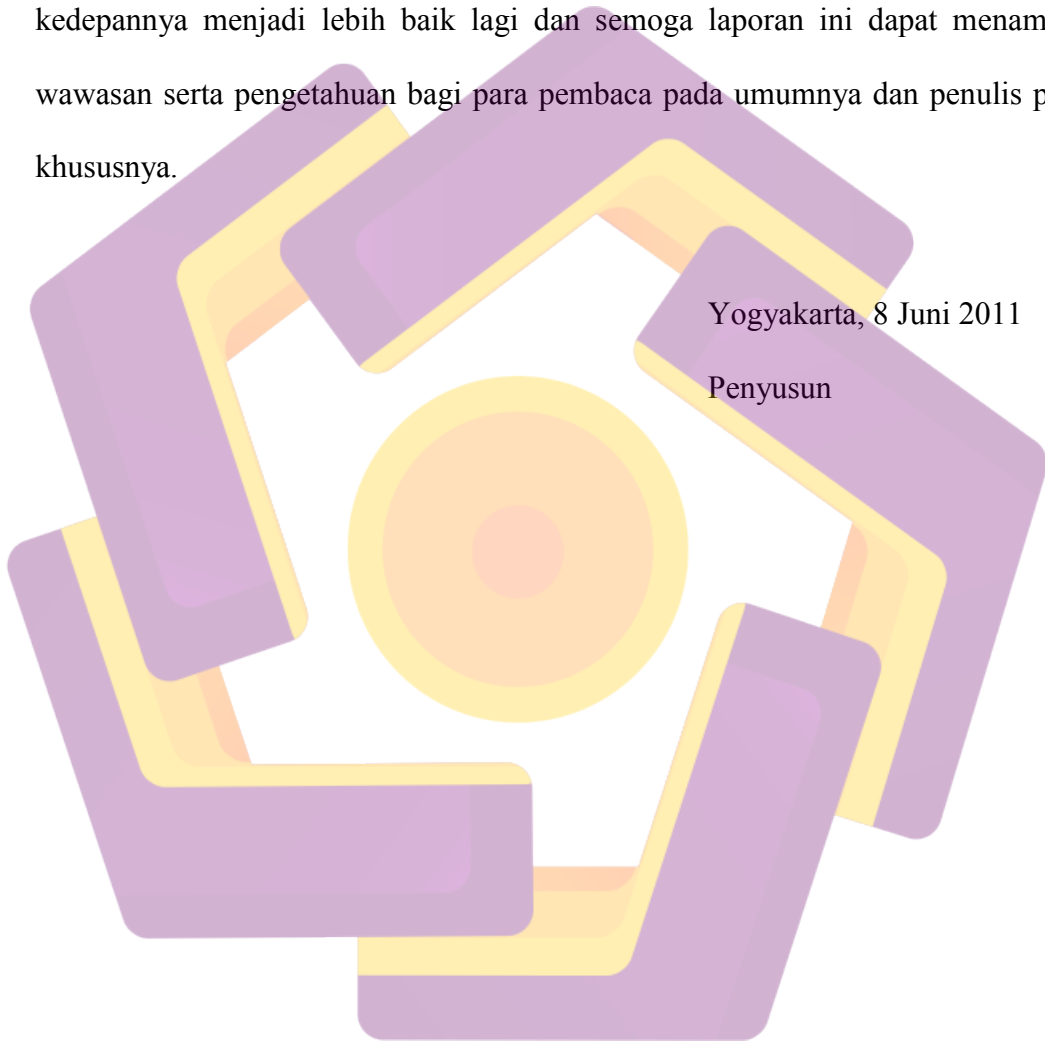 kedepannya menjadi lebih baik lagi dan semoga laporan ini dapat menam
wawasan serta pengetahuan bagi para pembaca pada umumnya dan penulis p
khususnya.
Yogyakarta, 8 Juni 2011
Penyusun